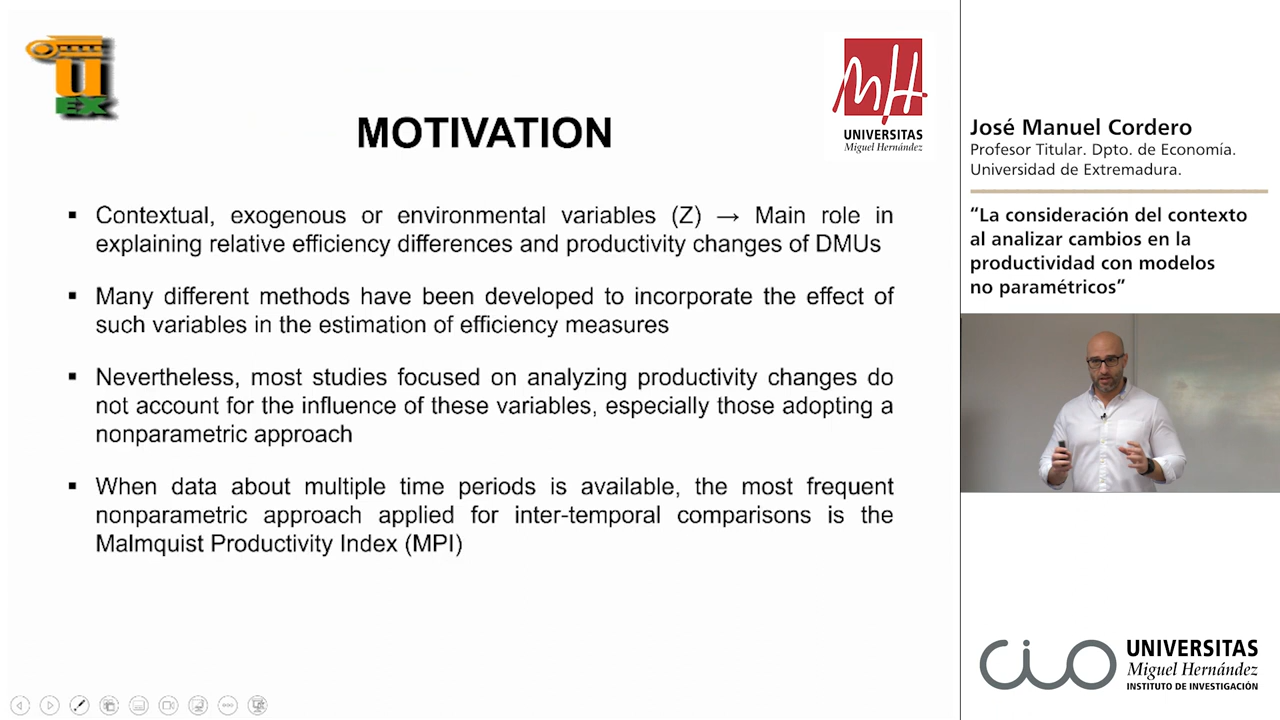 U
EX
MH
UNIVERSITAS
Miguel Hernández
MOTIVATION
▪ Contextual, exogenous or environmental variables (Z) → Main role in
explaining relative efficiency differences and productivity changes of DMUs
▪ Many different methods have been developed to incorporate the effect of
such variables in the estimation of efficiency measures
▪ Nevertheless, most studies focused on analyzing productivity changes do
not account for the influence of these variables, especially those adopting a
nonparametric approach
▪ When data about multiple time periods is available, the most frequent
nonparametric approach applied for inter-temporal comparisons is the
Malmquist Productivity Index (MPI)
José Manuel Cordero
Profesor Titular. Dpto. de Economía.
Universidad de Extremadura.
“La consideración del contexto
al analizar cambios en la
productividad con modelos
no paramétricos”
cio
UNIVERSITAS
Miguel Hernández
INSTITUTO DE INVESTIGACIÓN